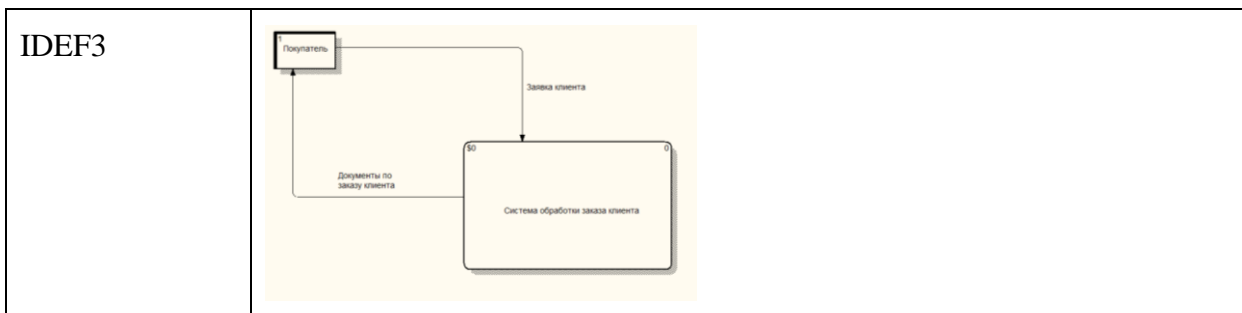 IDEF3
1
Покупатель
Заявка клиента
$0 0
Документы по
заказу клиента
Система обработки заказа клиента